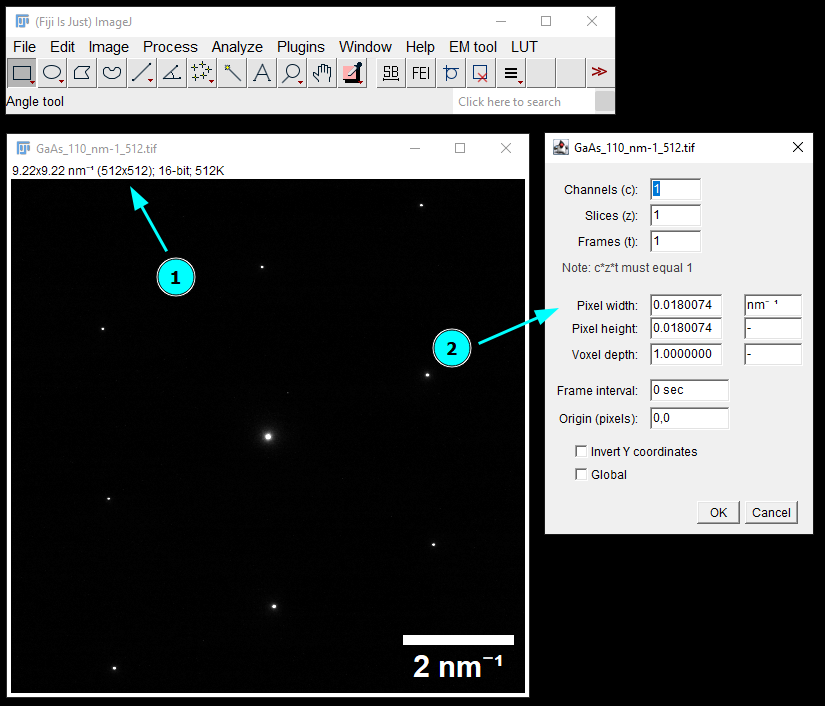 (Fiji Is Just) ImageJ
File Edit Image Process Analyze Plugins Window Help EM tool LUT
A SB FEI >>
Angle tool
Click here to search
GaAs_110_nm-1_512.tif
9.22x9.22 nm⁻¹ (512x512); 16-bit; 512K
1
2
2 nm⁻¹
GaAs_110_nm-1_512.tif
Channels (c): 1
Slices (z): 1
Frames (t): 1
Note: c*z*t must equal 1
Pixel width: 0.0180074 nm⁻ ¹
Pixel height: 0.0180074 -
Voxel depth: 1.0000000 -
Frame interval: 0 sec
Origin (pixels): 0,0
Invert Y coordinates
Global
OK Cancel